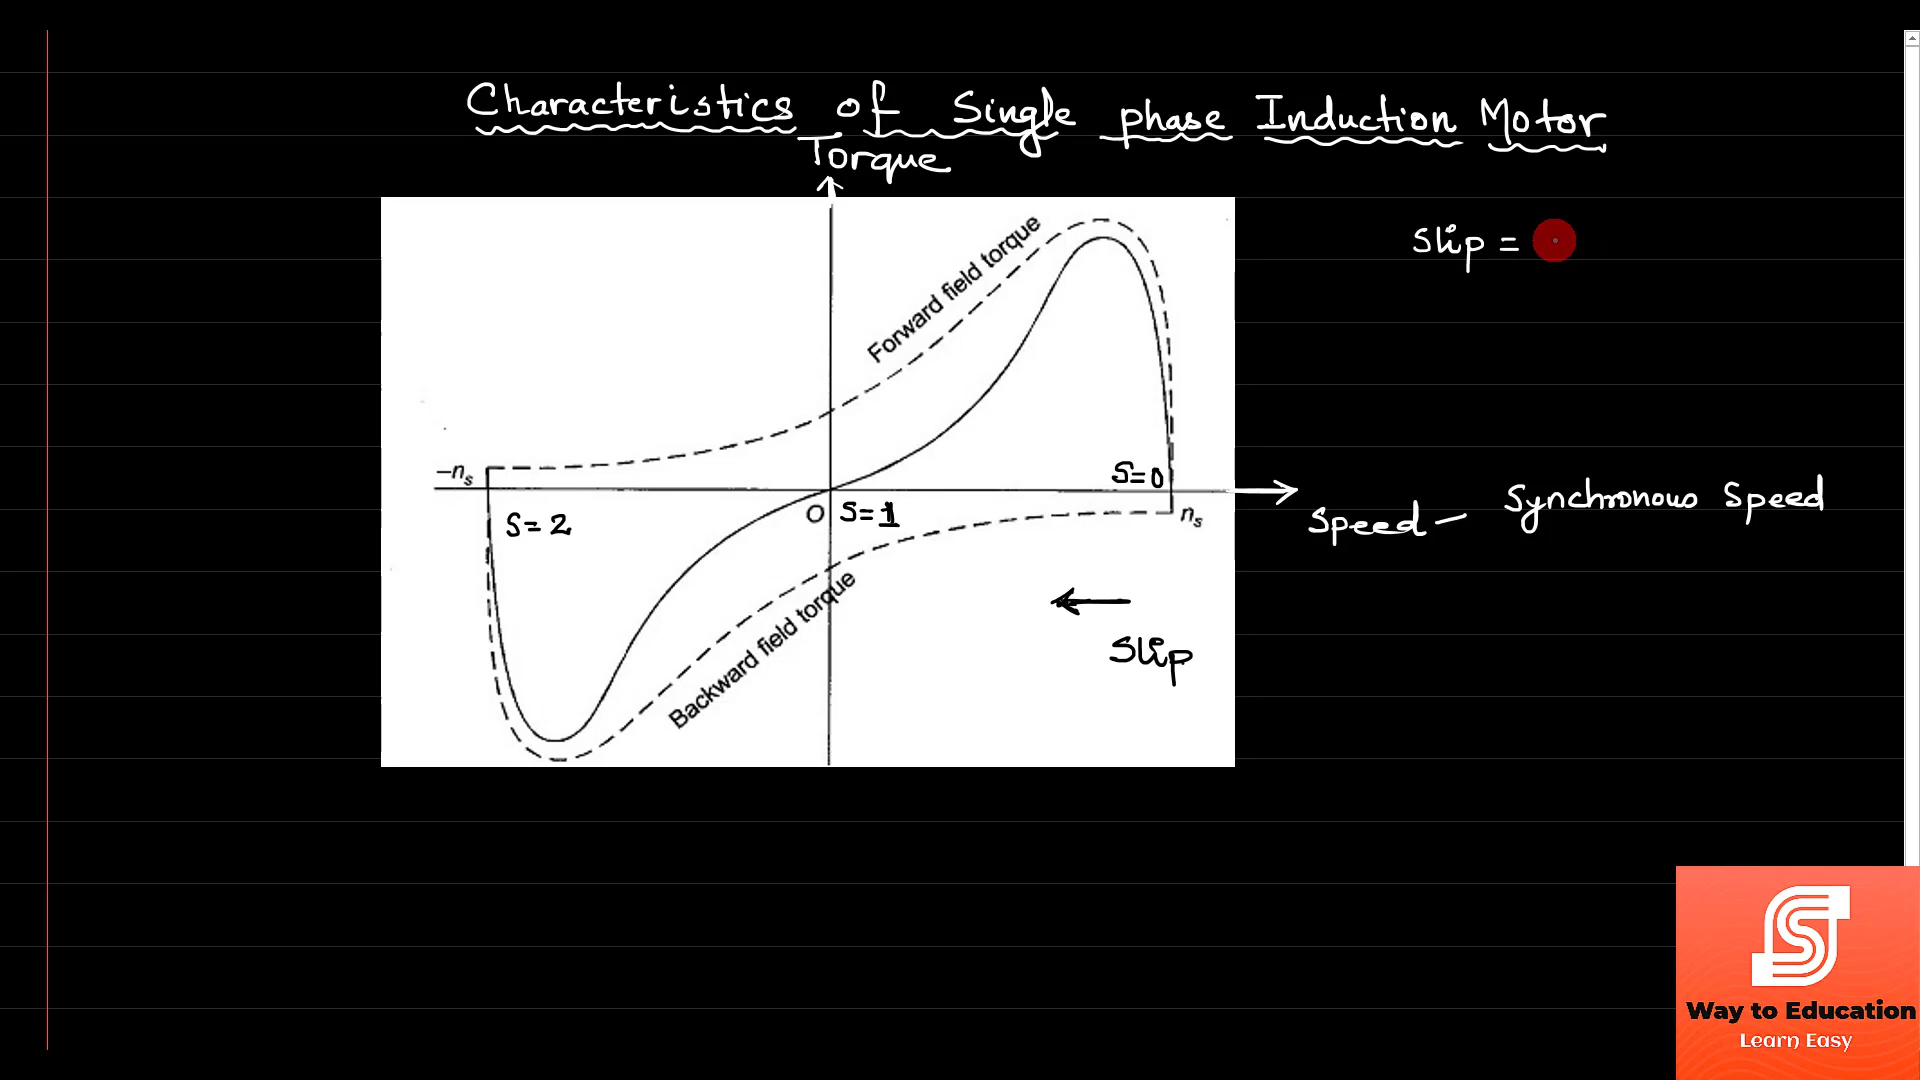 Characteristics of Single phase Induction Motor
Torque
Slip =
Forward field torque
−ns
S=0
S=2
O
S=1
ns
Speed — Synchronous Speed
Backward field torque
Slip
Way to Education
Learn Easy